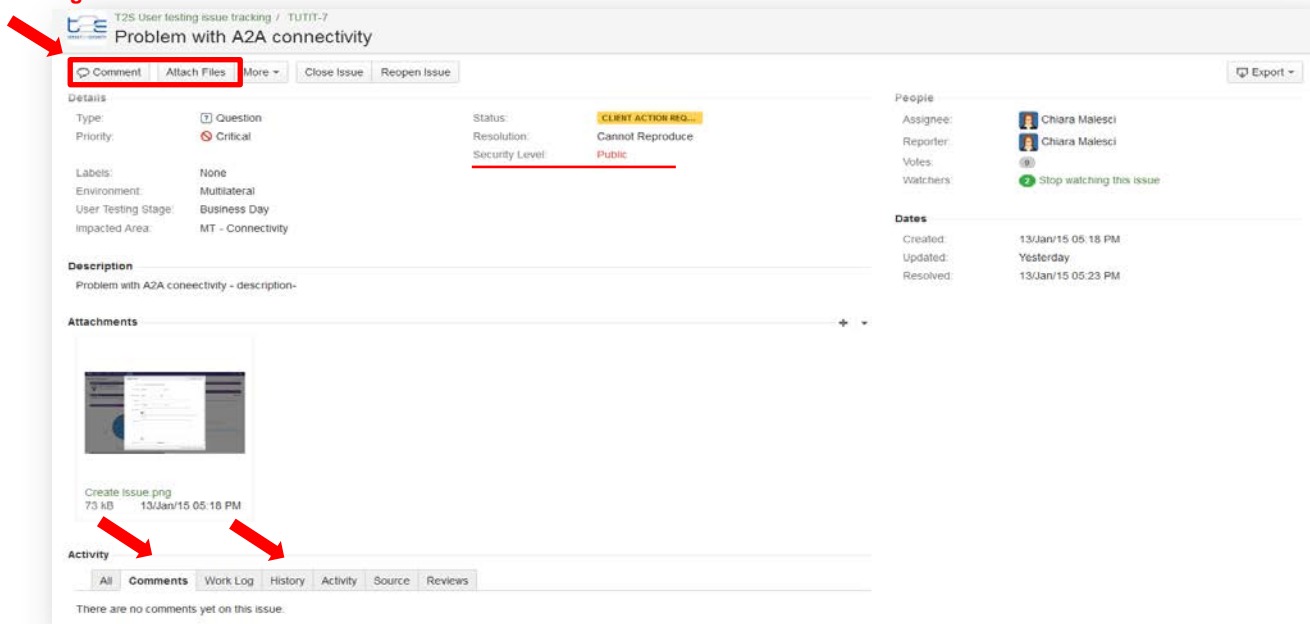 T2S User testing issue tracking / TUTIT-7
Problem with A2A connectivity
Comment Attach Files More Close Issue Reopen Issue Export
Details
Type: Question
Priority: Critical
Labels: None
Environment: Multilateral
User Testing Stage: Business Day
Impacted Area: MT - Connectivity
Status: CLIENT ACTION REQ...
Resolution: Cannot Reproduce
Security Level: Public
People
Assignee: Chiara Malesci
Reporter: Chiara Malesci
Votes: 0
Watchers: 2 Stop watching this issue
Dates
Created: 13/Jan/15 05:18 PM
Updated: Yesterday
Resolved: 13/Jan/15 05:23 PM
Description
Problem with A2A coneectivity - description-
Attachments
Create Issue.png
73 kB 13/Jan/15 05:18 PM
Activity
All Comments Work Log History Activity Source Reviews
There are no comments yet on this issue.